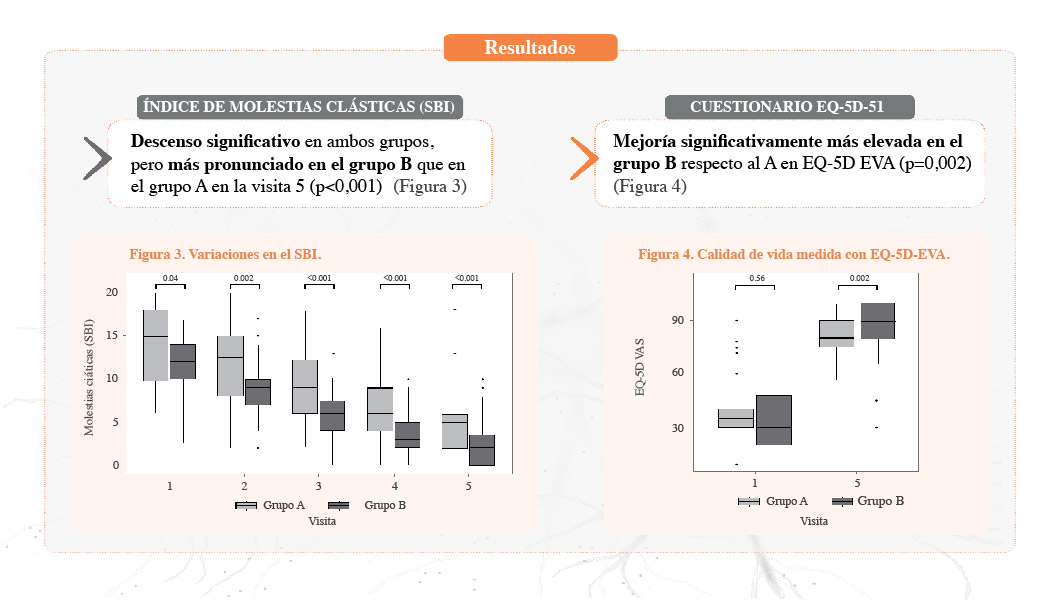 Resultados
ÍNDICE DE MOLESTIAS CLÁSTICAS (SBI)
Descenso significativo en ambos grupos,
pero más pronunciado en el grupo B que en
el grupo A en la visita 5 (p<0,001) (Figura 3)
Figura 3. Variaciones en el SBI.
0.04
0.002
<0.001
<0.001
<0.001
Molestias ciáticas (SBI)
20
15
10
5
0
1 2 3 4 5
Grupo A Grupo B
Visita
CUESTIONARIO EQ-5D-51
Mejoría significativamente más elevada en el
grupo B respecto al A en EQ-5D EVA (p=0,002)
(Figura 4)
Figura 4. Calidad de vida medida con EQ-5D-EVA.
0.56
0.002
EQ-5D VAS
90
60
30
1 5
Grupo A Grupo B
Visita